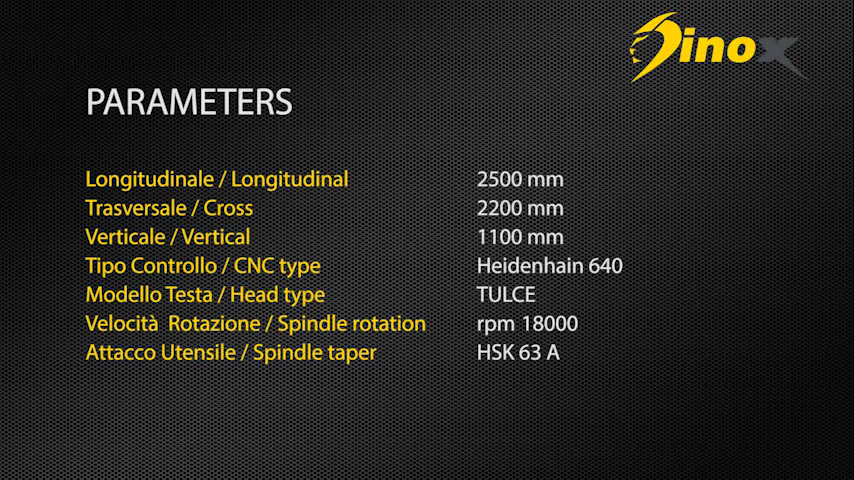 Dinox
PARAMETERS
Longitudinale / Longitudinal 2500 mm
Trasversale / Cross 2200 mm
Verticale / Vertical 1100 mm
Tipo Controllo / CNC type Heidenhain 640
Modello Testa / Head type TULCE
Velocità Rotazione / Spindle rotation rpm 18000
Attacco Utensile / Spindle taper HSK 63 A